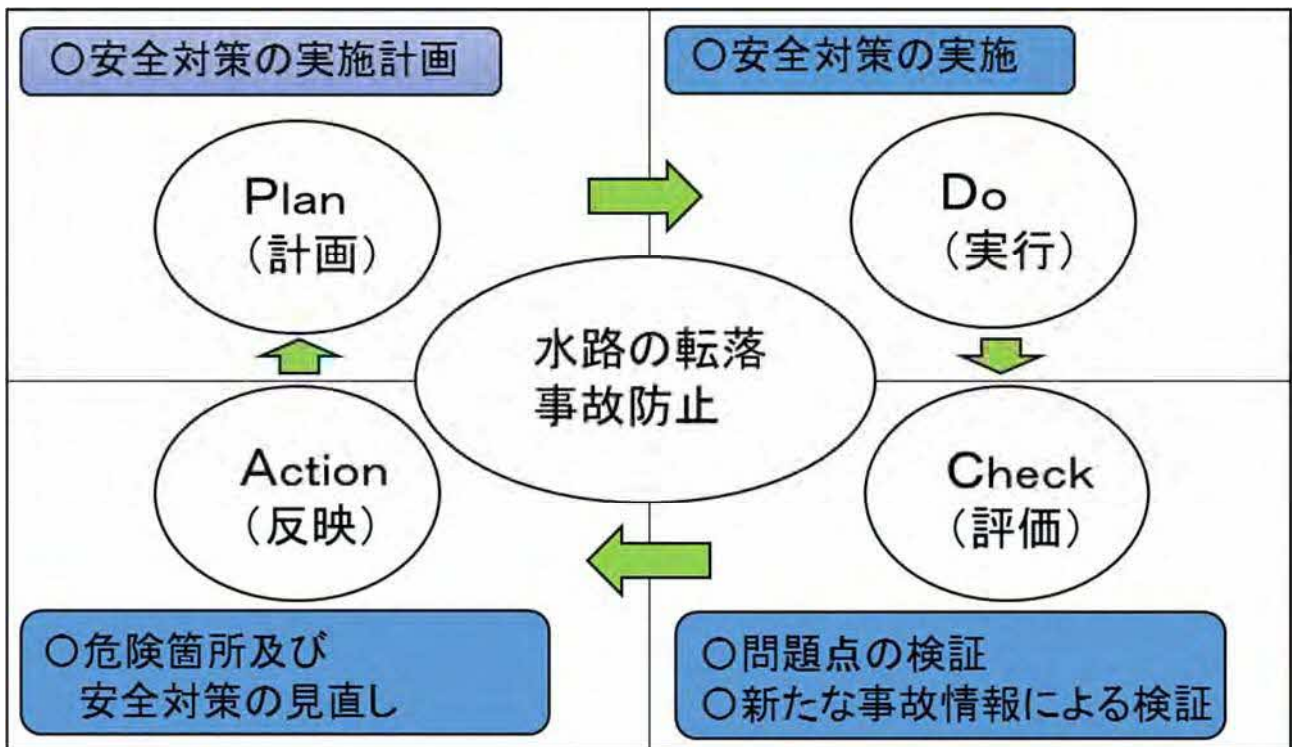 ○安全対策の実施計画
○安全対策の実施
Plan
（計画）
Do
（実行）
水路の転落
事故防止
Action
（反映）
Check
（評価）
○危険箇所及び
安全対策の見直し
○問題点の検証
○新たな事故情報による検証